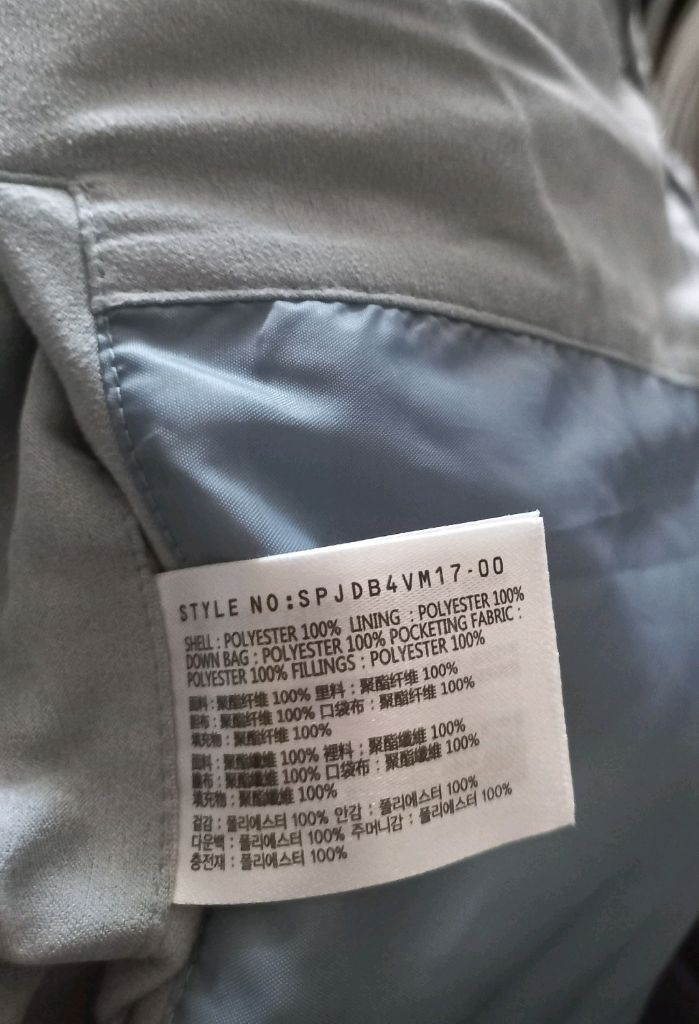 STYLE NO:SPJDB4VM17-00
SHELL : POLYESTER 100% LINING : POLYESTER 100%
DOWN BAG : POLYESTER 100% POCKETING FABRIC :
POLYESTER 100% FILLINGS : POLYESTER 100%
面料 : 聚酯纤维 100% 里料 : 聚酯纤维 100%
胆布 : 聚酯纤维 100% 口袋布 : 聚酯纤维 100%
填充物 : 聚酯纤维 100%
面料 : 聚酯纖維 100% 裡料 : 聚酯纖維 100%
膽布 : 聚酯纖維 100% 口袋布 : 聚酯纖維 100%
填充物 : 聚酯纖維 100%
겉감 : 폴리에스터 100% 안감 : 폴리에스터 100%
다운백 : 폴리에스터 100% 주머니감 : 폴리에스터 100%
충전재 : 폴리에스터 100%